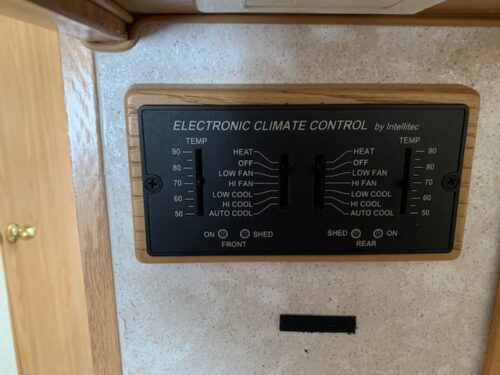 ELECTRONIC CLIMATE CONTROL by Intellitec
TEMP HEAT HEAT TEMP
90 OFF OFF 90
80 LOW FAN LOW FAN 80
70 HI FAN HI FAN 70
LOW COOL LOW COOL
60 HI COOL HI COOL 60
50 AUTO COOL AUTO COOL 50
ON SHED SHED ON
FRONT REAR